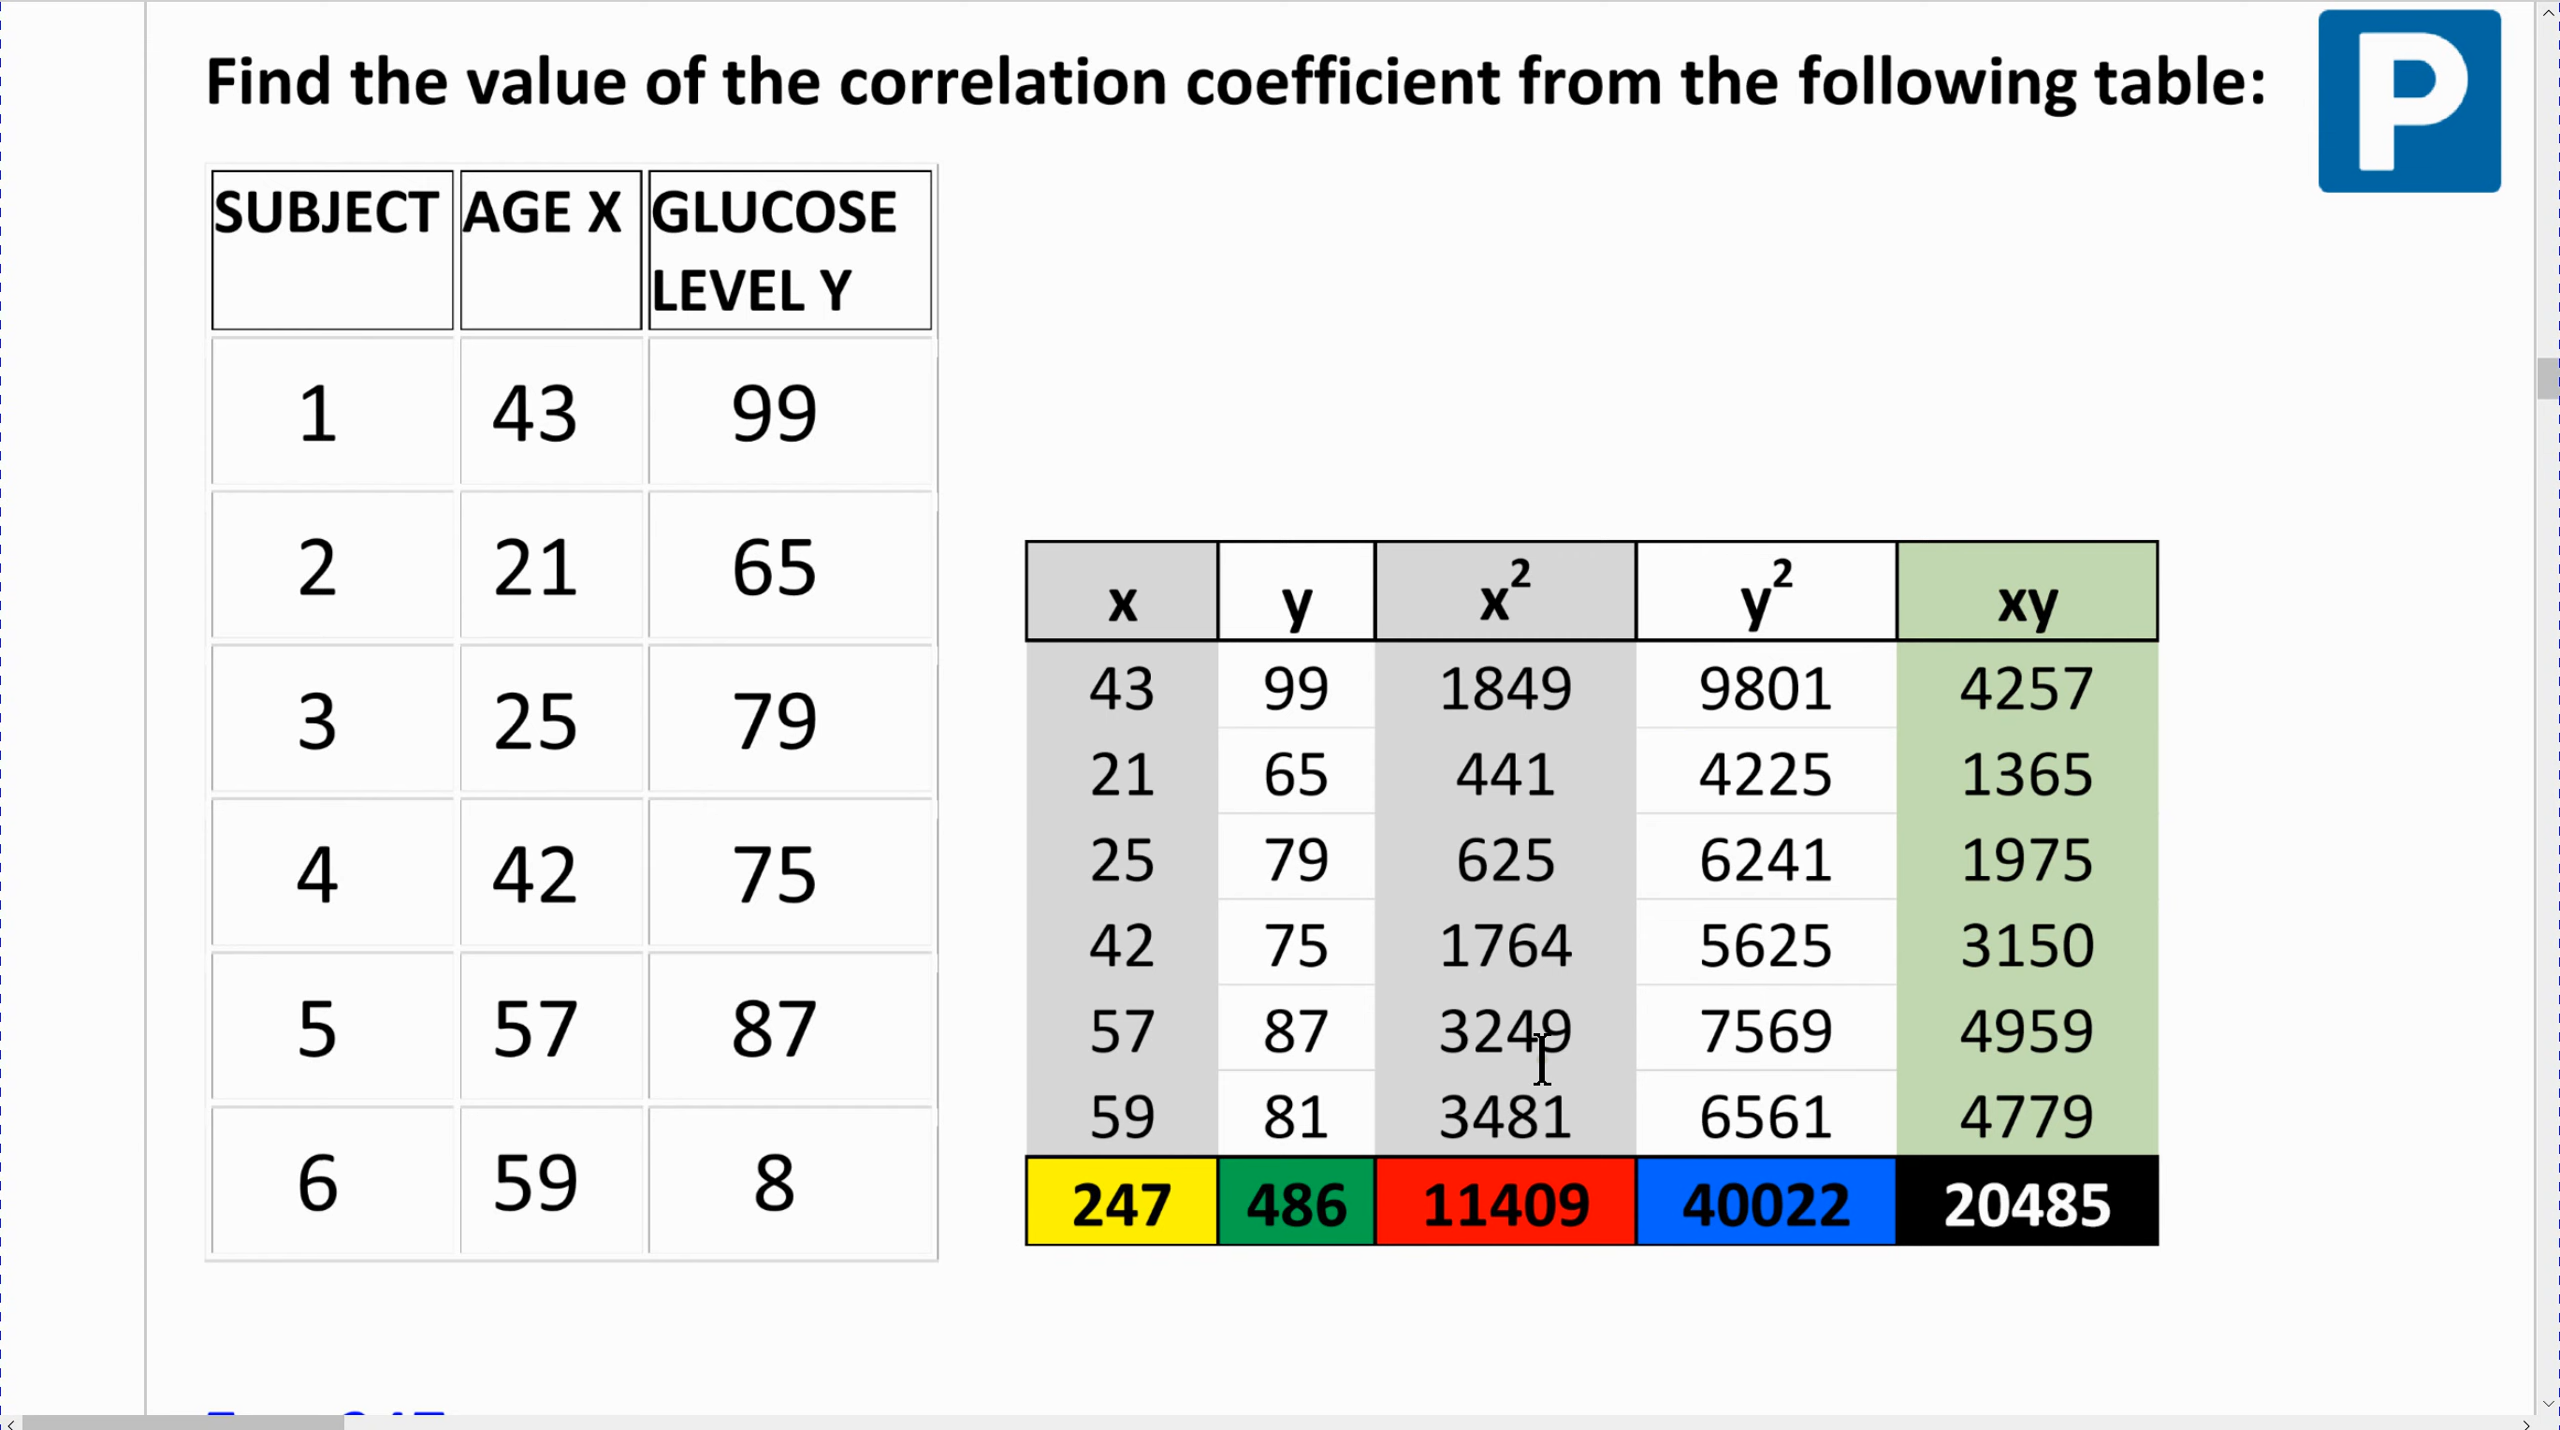 Find the value of the correlation coefficient from the following table:
P
SUBJECT AGE X GLUCOSE LEVEL Y
1 43 99
2 21 65
3 25 79
4 42 75
5 57 87
6 59 8
x y x² y² xy
43 99 1849 9801 4257
21 65 441 4225 1365
25 79 625 6241 1975
42 75 1764 5625 3150
57 87 3249 7569 4959
59 81 3481 6561 4779
247 486 11409 40022 20485